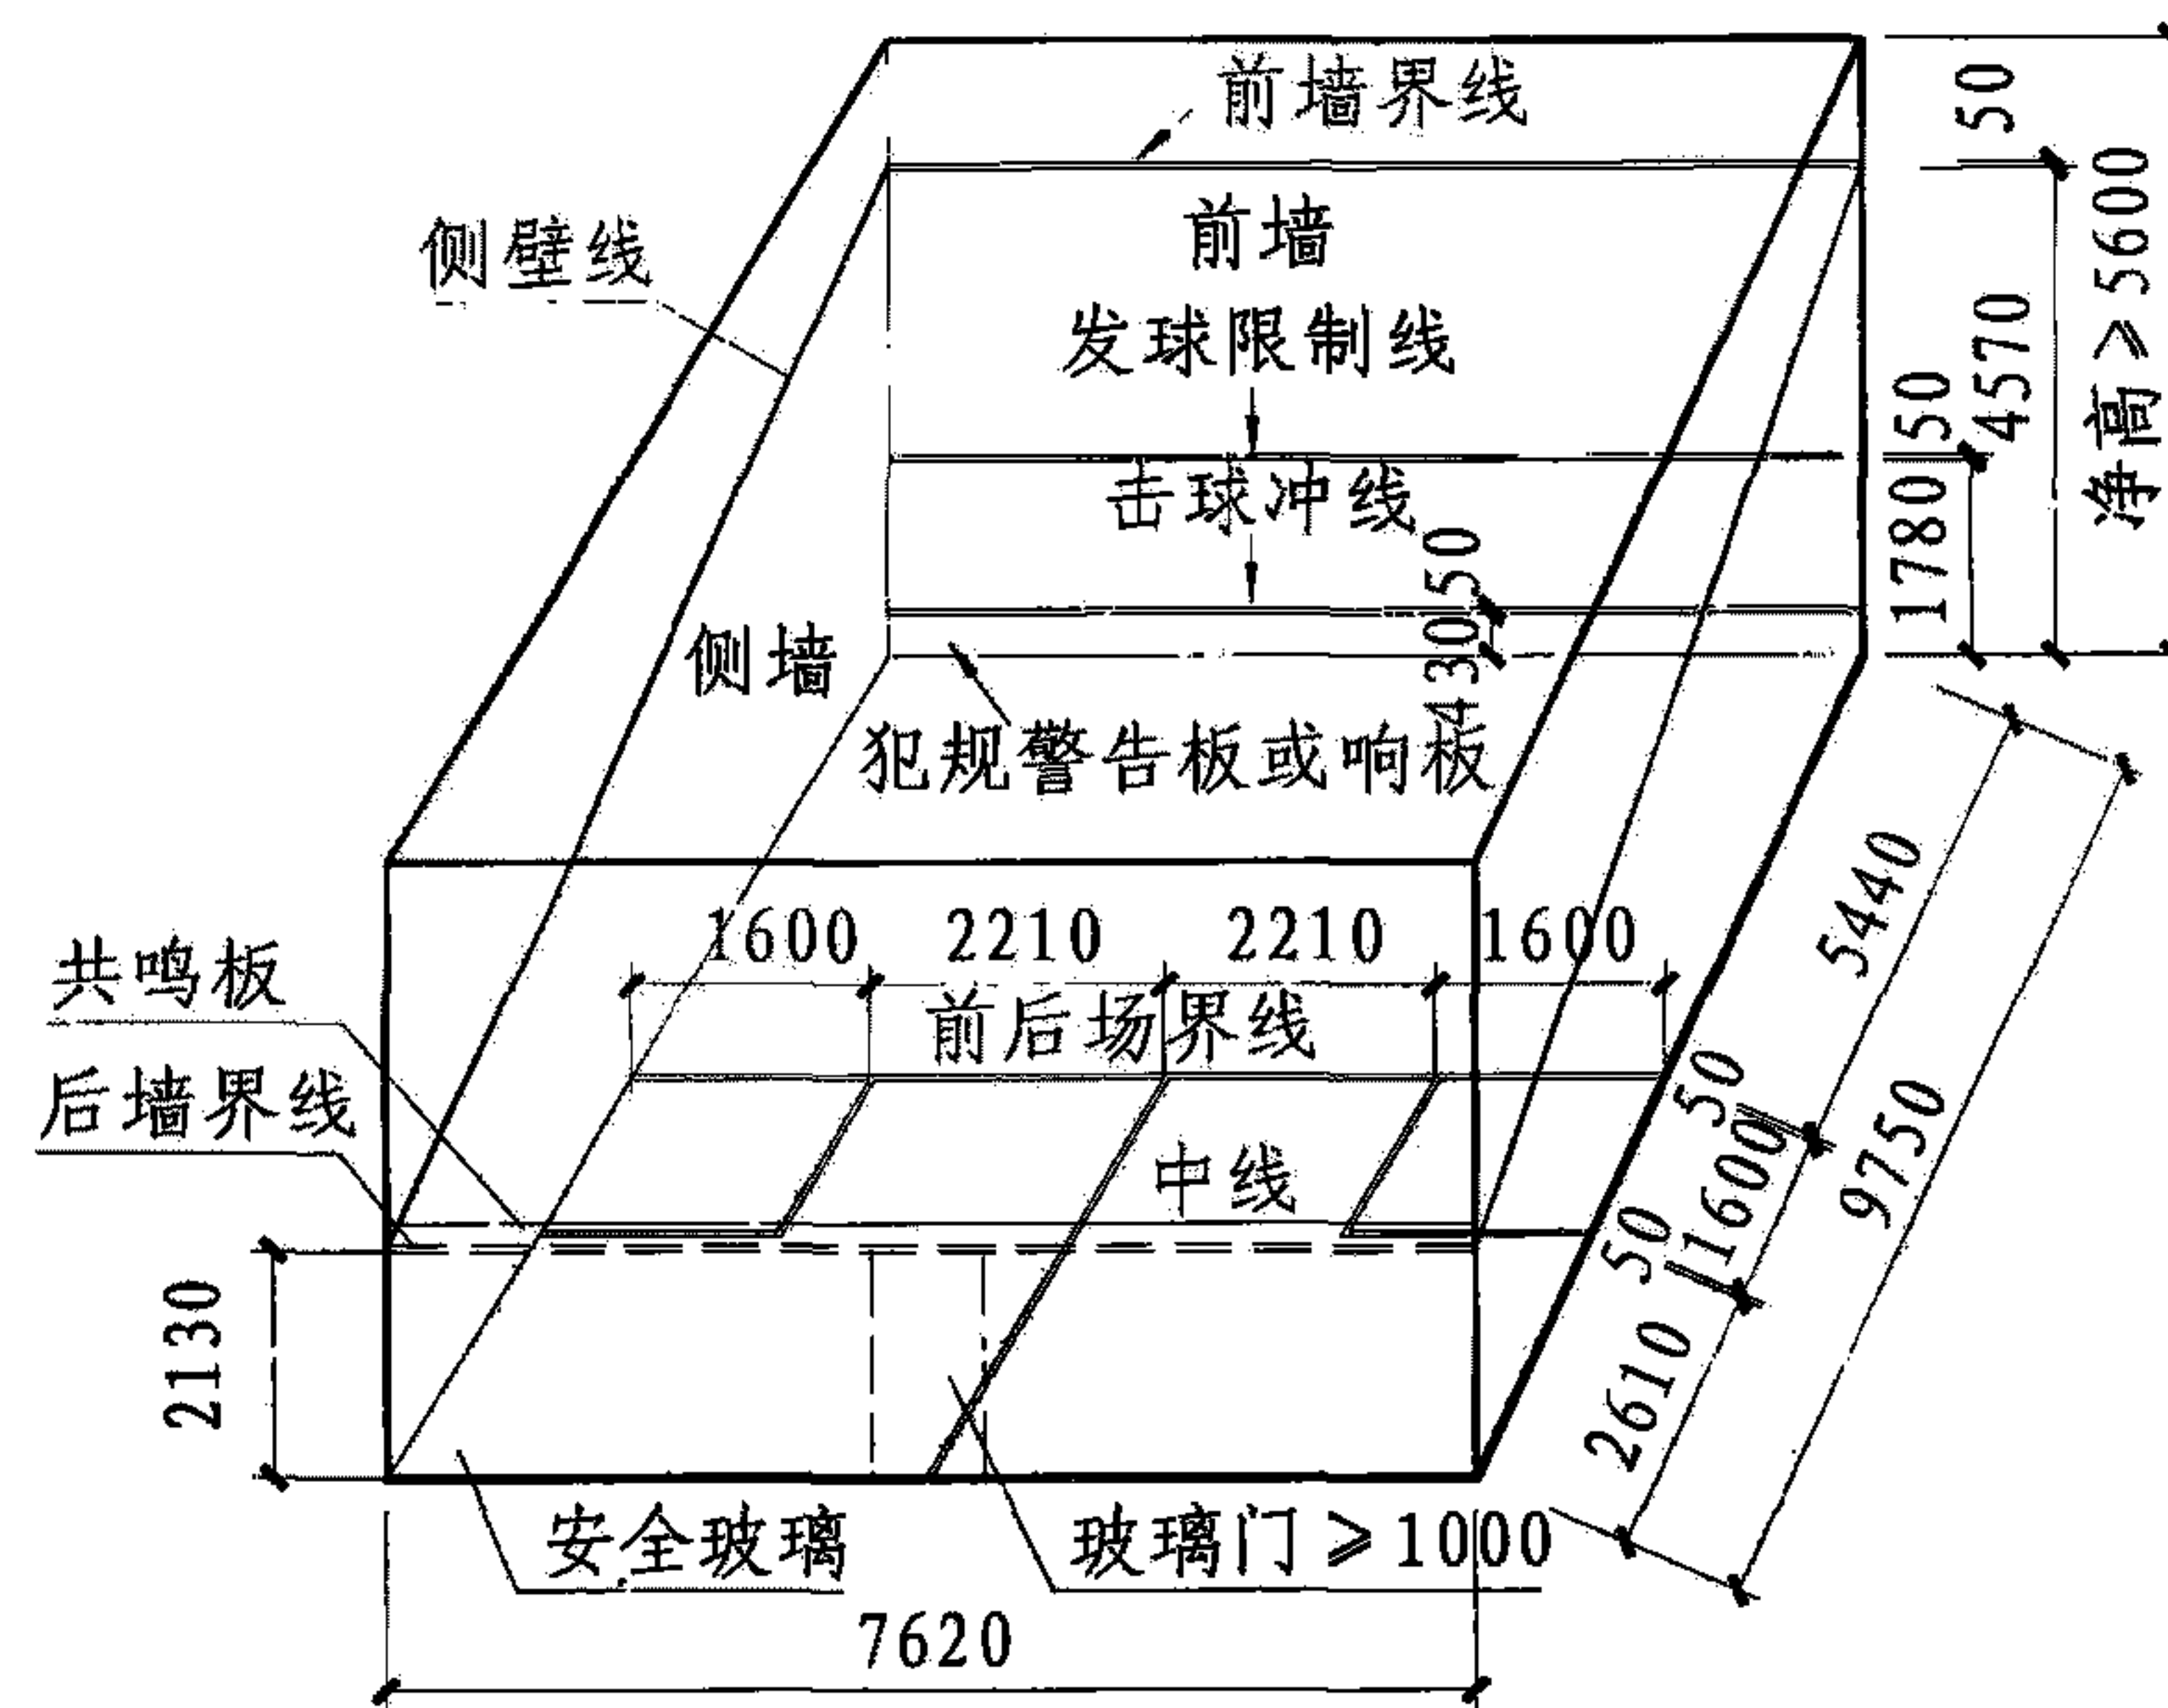 前墙界线
50
侧壁线
前墙
净高≥5600
发球限制线
4570
50
击球冲线
1780
50
430
侧墙
犯规警告板或响板
5440
1600
2210
2210
1600
共鸣板
前后场界线
50
后墙界线
9750
中线
1600
50
2130
2610
安全玻璃
玻璃门≥1000
7620